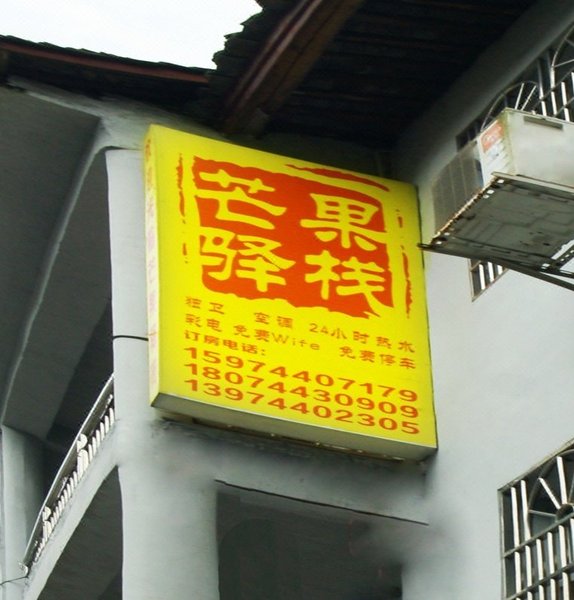 芒果
驿栈
独卫 空调 24小时热水
彩电 免费Wife 免费停车
订房电话:
15974407179
18074430909
13974402305